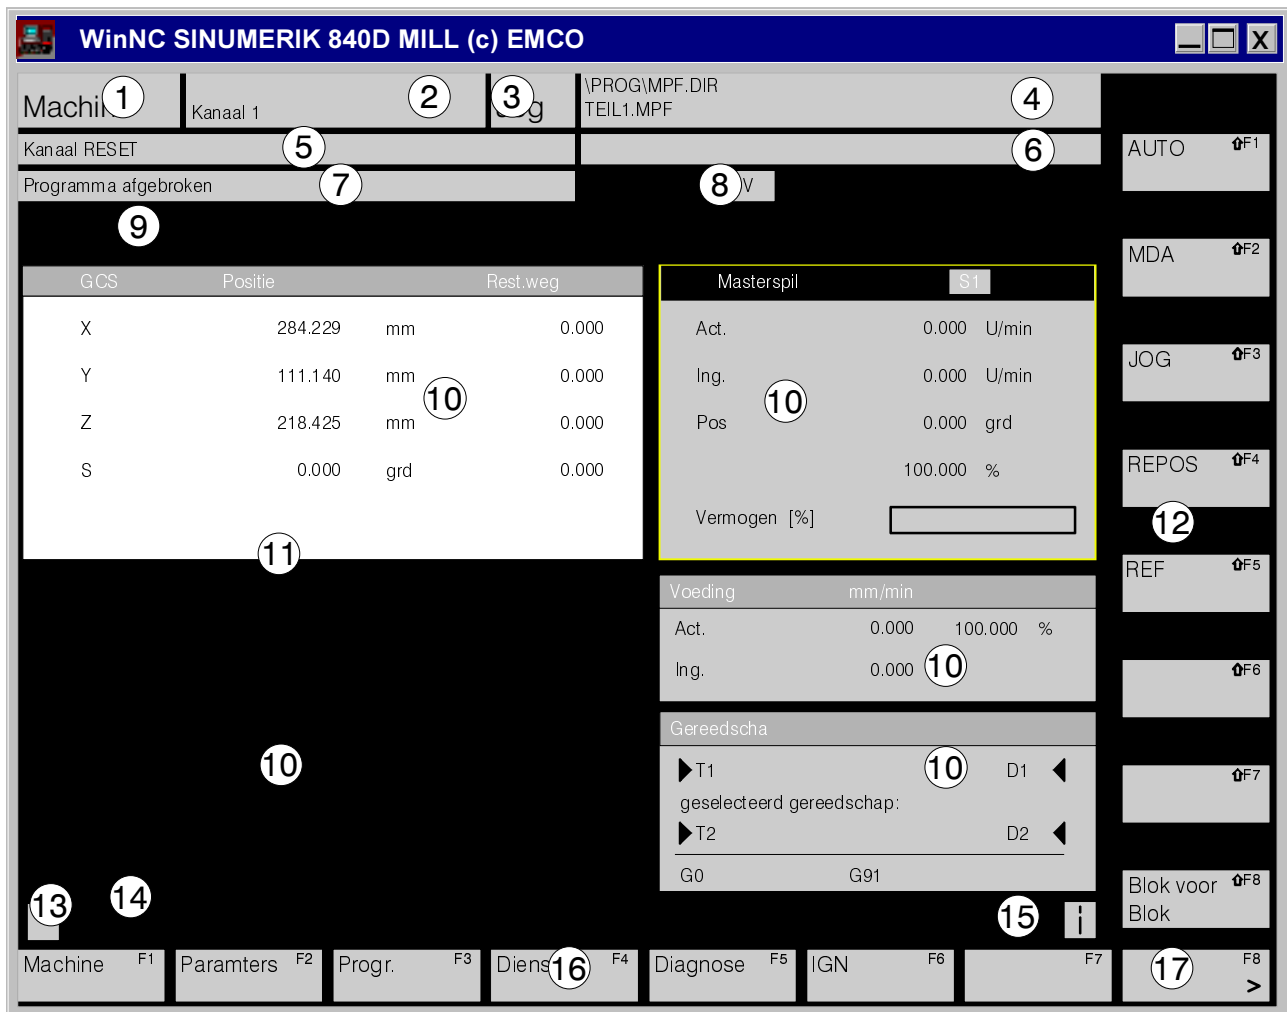 WinNC SINUMERIK 840D MILL (c) EMCO
1
Kanaal 1
2
3
\PROG\MPF.DIR
TEIL1.MPF
4
Kanaal RESET
5
6
Programma afgebroken
7
8
V
9
AUTO F1
MDA F2
JOG F3
REPOS F4
12
REF F5
F6
F7
Blok voor F8
Blok
GCS Positie Rest.weg
X 284.229 mm 0.000
Y 111.140 mm 0.000
10
Z 218.425 mm 0.000
S 0.000 grd 0.000
11
10
Masterspil S1
Act. 0.000 U/min
Ing. 0.000 U/min
10
Pos 0.000 grd
100.000 %
Vermogen [%]
Voeding mm/min
Act. 0.000 100.000 %
Ing. 0.000 10
Gereedscha
T1 10 D1
geselecteerd gereedschap:
T2 D2
G0 G91
13
14
15
i
Machine F1
Paramters F2
Progr. F3
16 F4
Diagnose F5
IGN F6
F7
17 F8
>